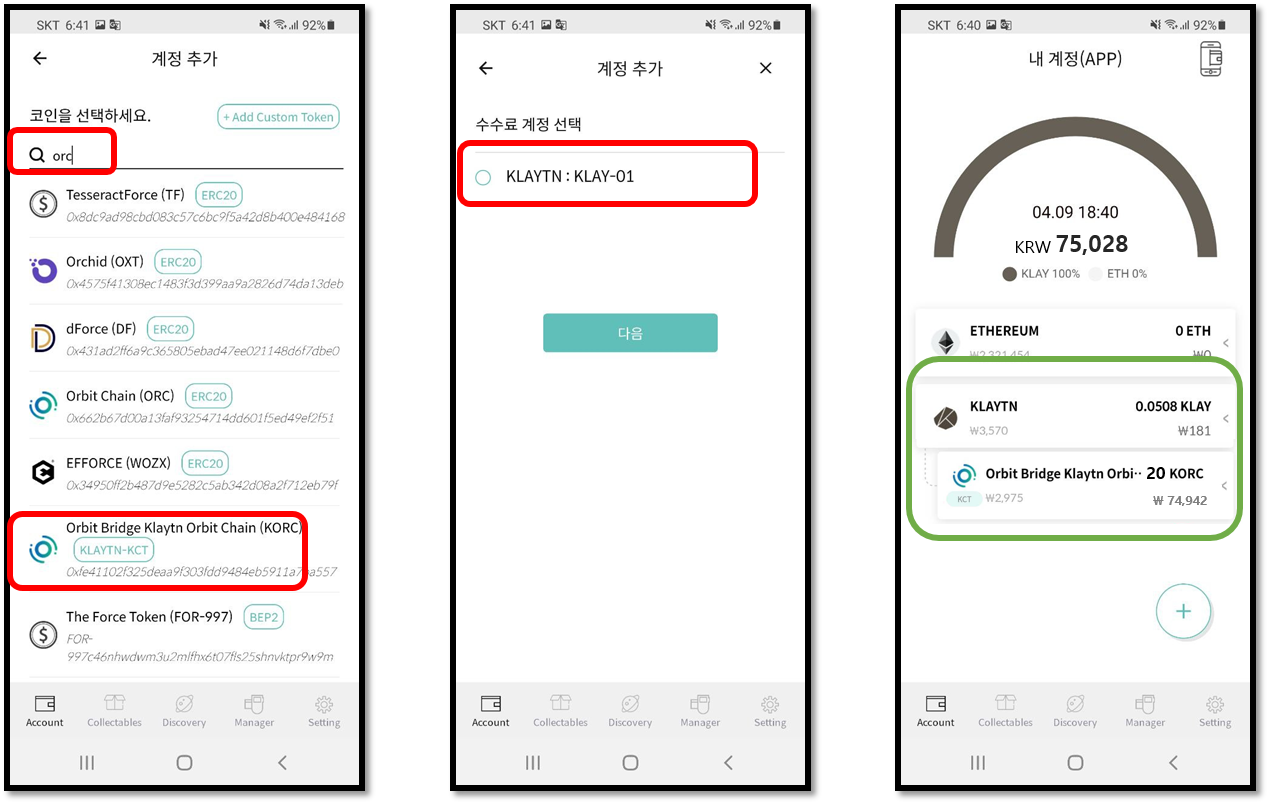 SKT 6:41
92%
계정 추가
코인을 선택하세요.
+ Add Custom Token
orc
TesseractForce (TF) ERC20
0x8dc9ad98cbd083c57c6bc9f5a42d8b400e484168
Orchid (OXT) ERC20
0x4575f41308ec1483f3d399aa9a2826d74da13deb
dForce (DF) ERC20
0x431ad2ff6a9c365805ebad47ee021148d6f7dbe0
Orbit Chain (ORC) ERC20
0x662b67d00a13faf93254714dd601f5ed49ef2f51
EFFORCE (WOZX) ERC20
0x34950ff2b487d9e5282c5ab342d08a2f712eb79f
Orbit Bridge Klaytn Orbit Chain (KORC)
KLAYTN-KCT
The Force Token (FOR-997) BEP2
FOR-
997c46nhwdwm3u2mlfhx6t07fls25shnvktpr9w9m
Account Collectables Discovery Manager Setting
SKT 6:41
92%
계정 추가
수수료 계정 선택
KLAYTN : KLAY-01
다음
Account Collectables Discovery Manager Setting
SKT 6:40
92%
내 계정(APP)
04.09 18:40
KRW 75,028
KLAY 100% ETH 0%
ETHEREUM 0 ETH
₩2,321,454 ₩0
KLAYTN 0.0508 KLAY
₩3,570 ₩181
Orbit Bridge Klaytn Orbi·· 20 KORC
KCT ₩2,975 ₩ 74,942
Account Collectables Discovery Manager Setting